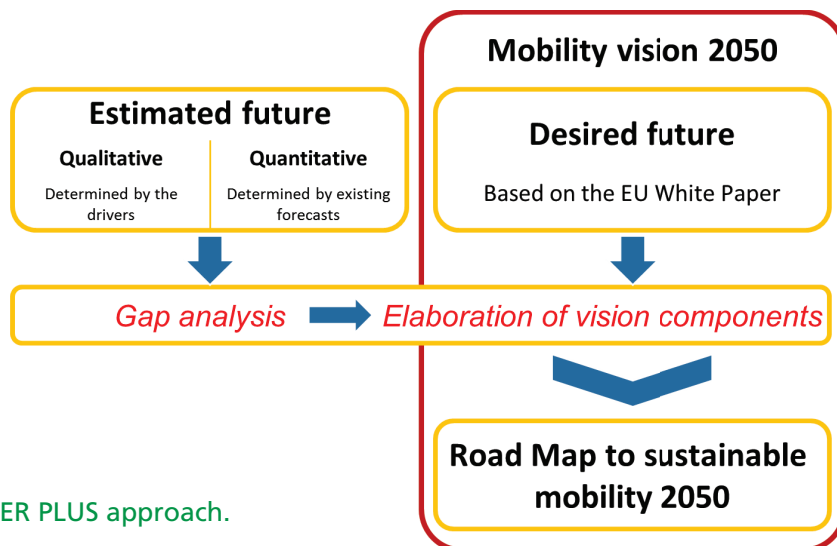 Mobility vision 2050
Estimated future
Qualitative
Determined by the
drivers
Quantitative
Determined by existing
forecasts
Desired future
Based on the EU White Paper
Gap analysis
Elaboration of vision components
Road Map to sustainable
mobility 2050
ER PLUS approach.